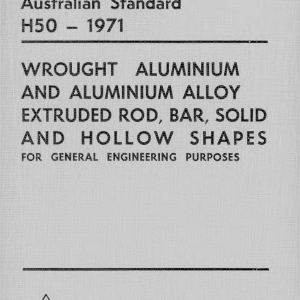 Australian Standard
H50 – 1971
WROUGHT ALUMINIUM
AND ALUMINIUM ALLOY
EXTRUDED ROD, BAR, SOLID
AND HOLLOW SHAPES
FOR GENERAL ENGINEERING PURPOSES